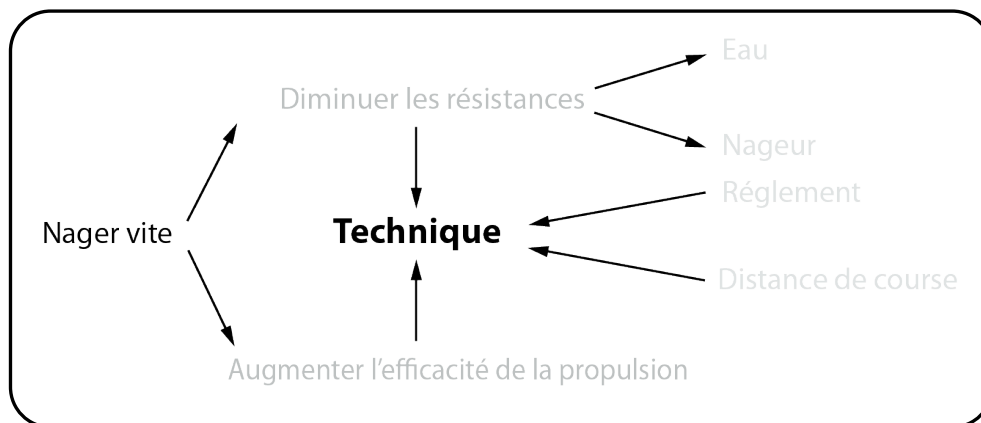 Eau
Diminuer les résistances
Nageur
Réglement
Nager vite
Technique
Distance de course
Augmenter l'efficacité de la propulsion